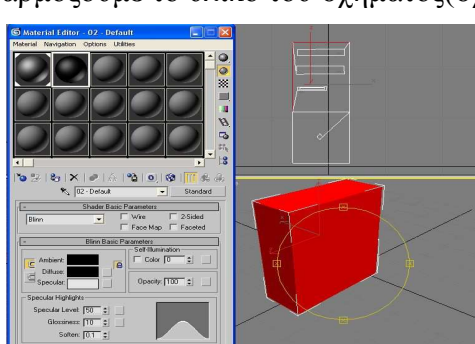 Material Editor - 02 - Default
Material Navigation Options Utilities
02 - Default Standard
Shader Basic Parameters
Blinn Wire 2-Sided
Face Map Faceted
Blinn Basic Parameters
Self-Illumination
Ambient: Color 0
Diffuse:
Specular: Opacity: 100
Specular Highlights
Specular Level: 50
Glossiness: 10
Soften: 0.1